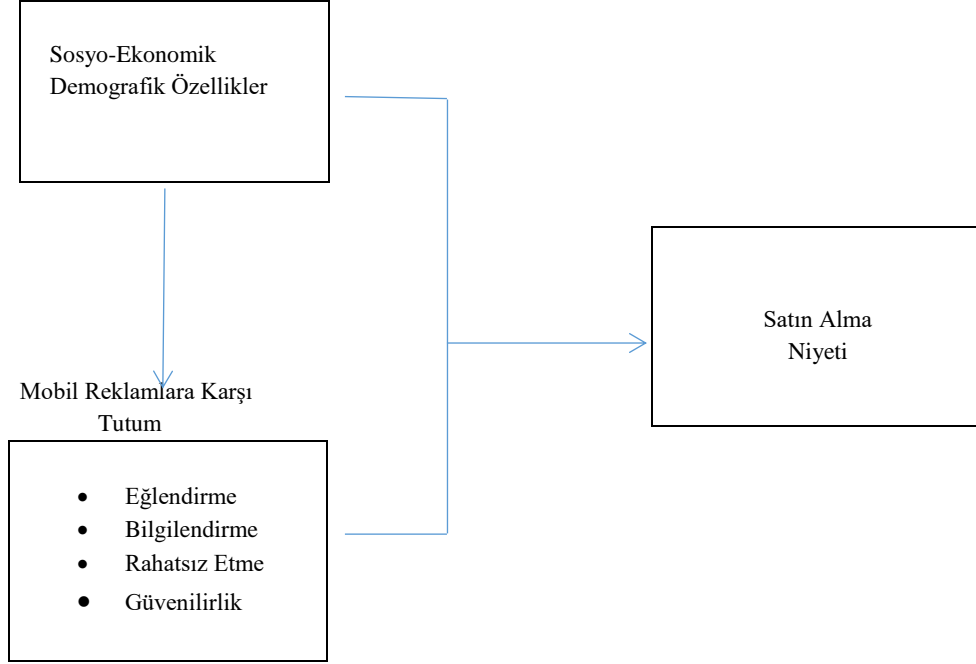 Sosyo-Ekonomik
Demografik Özellikler
Satın Alma
Niyeti
Mobil Reklamlara Karşı
Tutum
• Eğlendirme
• Bilgilendirme
• Rahatsız Etme
• Güvenilirlik